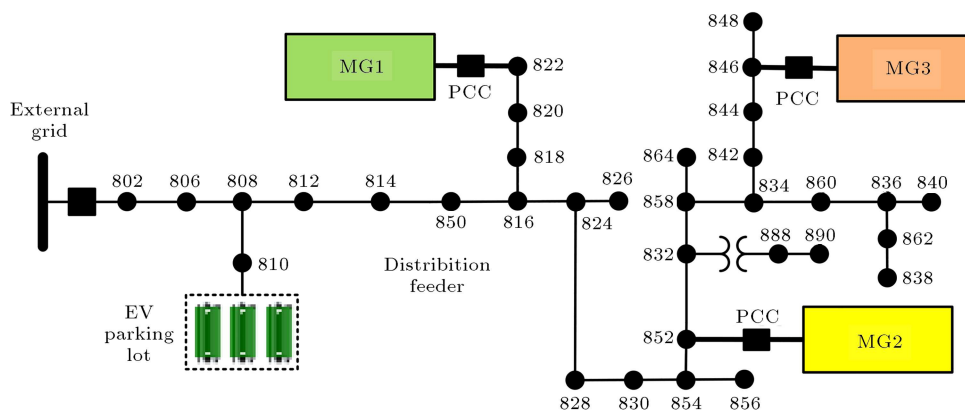 848
MG1
822
846
MG3
PCC
PCC
External
grid
820
844
818
864
842
802
806
808
812
814
826
834
860
836
840
850
816
824
858
810
832
888
890
862
Distribition
feeder
838
EV
parking
lot
PCC
852
MG2
828
830
854
856